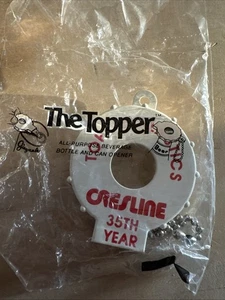 The Topper
ALL-PURPOSE BEVERAGE
BOTTLE AND CAN OPENER
CRESLINE
35TH
YEAR